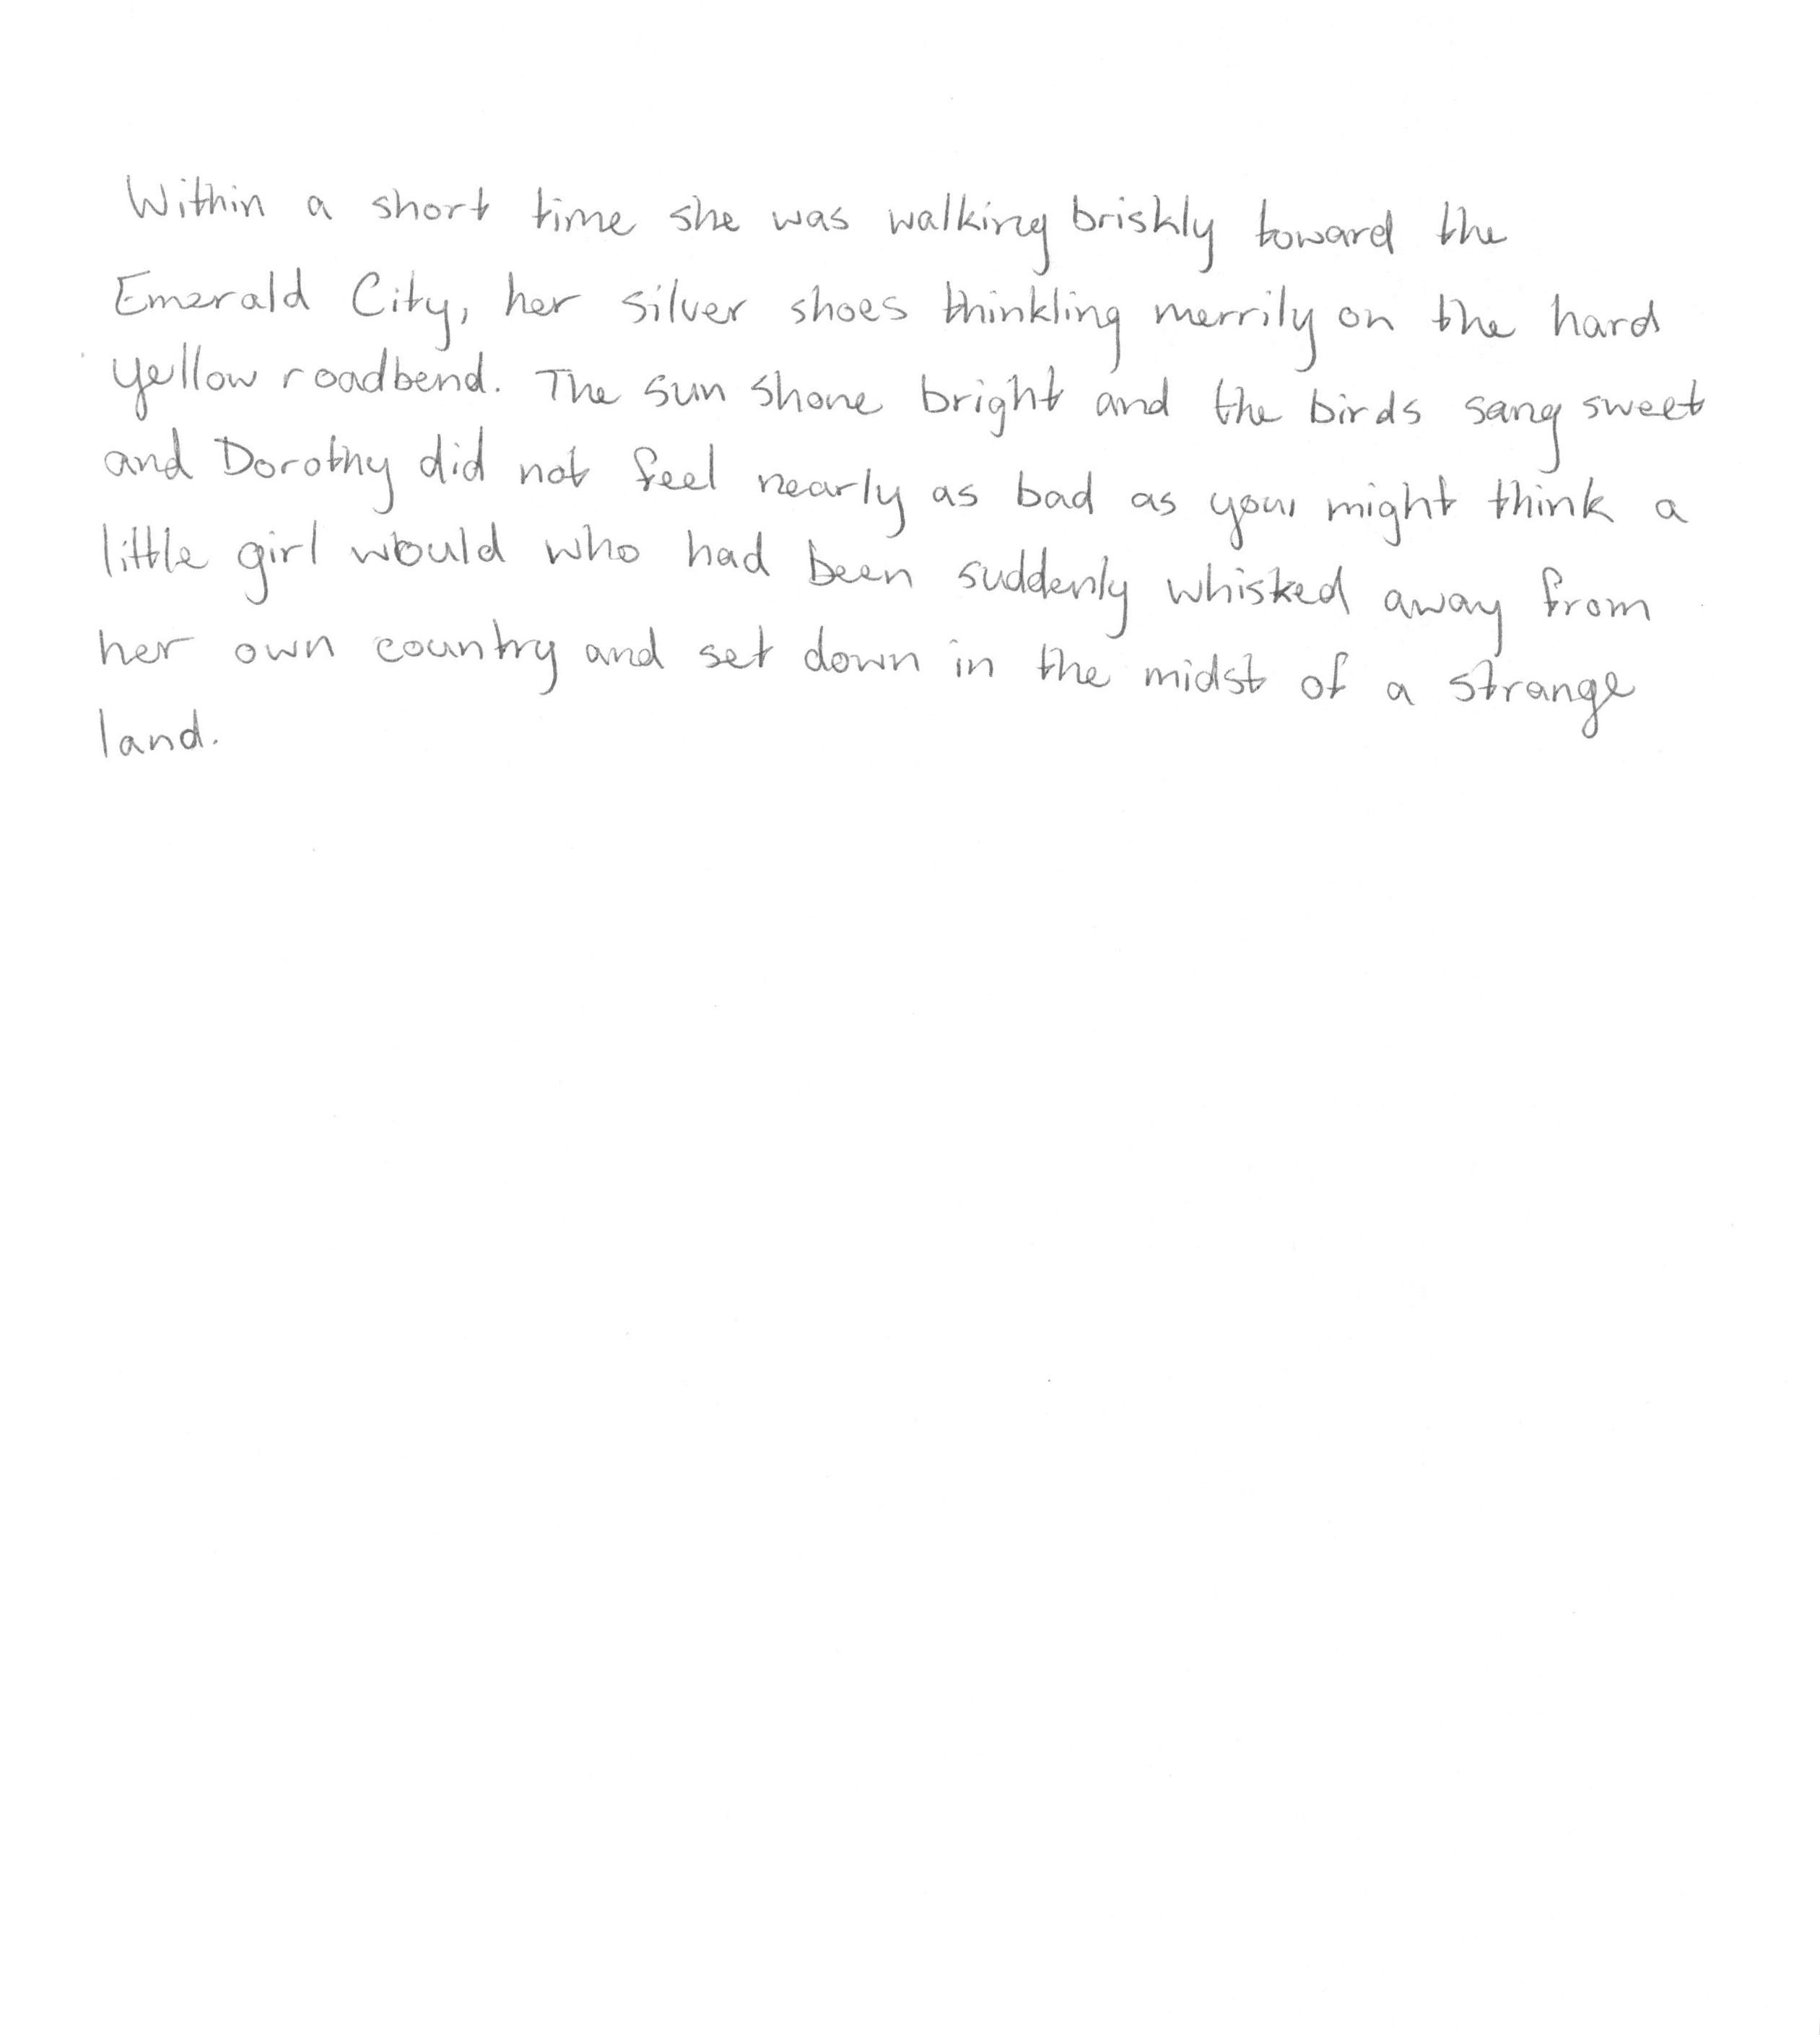 Within a short time she was walking briskly toward the
Emerald City, her silver shoes thinkling merrily on the hard
yellow roadbend. The sun shone bright and the birds sang sweet
and Dorothy did not feel nearly as bad as you might think a
little girl would who had been suddenly whisked away from
her own country and set down in the midst of a strange
land.